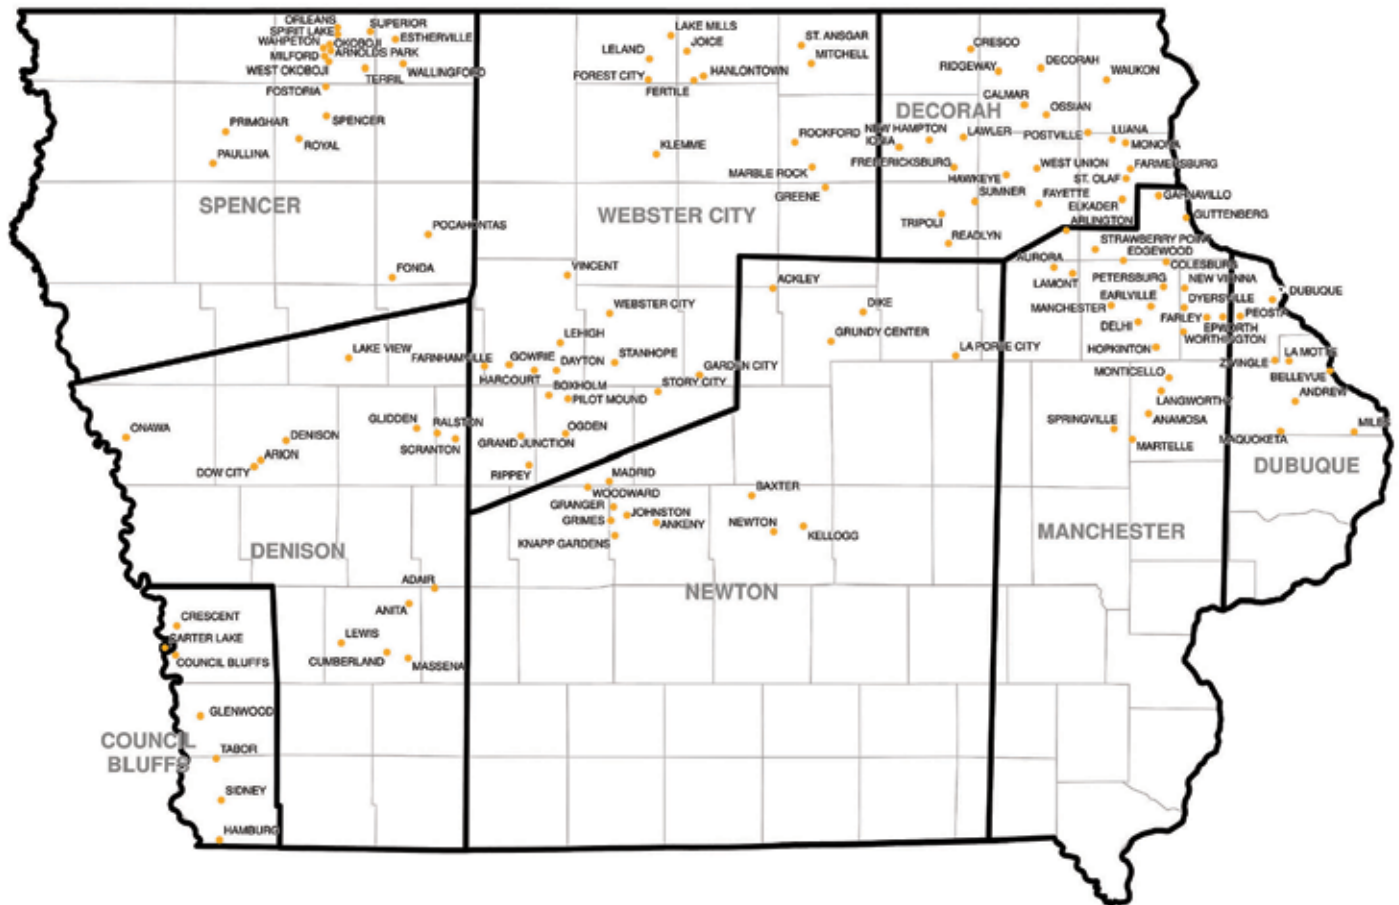 ORLEANS
SUPERIOR
SPIRIT LAKE
ESTHERVILLE
WAHPETON
OKOBOJI
ARNOLDS PARK
MILFORD
WEST OKOBOJI
WALLINGFORD
TERRIL
FOSTORIA
PRIMGHAR
SPENCER
ROYAL
PAULLINA
SPENCER
POCAHONTAS
FONDA
LAKE MILLS
JOICE
LELAND
FOREST CITY
HANLONTOWN
FERTILE
ST. ANSGAR
MITCHELL
KLEMME
ROCKFORD
MARBLE ROCK
GREENE
WEBSTER CITY
VINCENT
WEBSTER CITY
LEHIGH
FARNHAMVILLE
GOWRIE
DAYTON
STANHOPE
HARCOURT
BOXHOLM
STORY CITY
GARDEN CITY
PILOT MOUND
OGDEN
GRAND JUNCTION
RIPPEY
CRESCO
RIDGEWAY
DECORAH
WAUKON
CALMAR
OSSIAN
DECORAH
NEW HAMPTON
LAWLER
POSTVILLE
LUANA
IONIA
MONONA
FREDERICKSBURG
WEST UNION
FARMERSBURG
HAWKEYE
ST. OLAF
SUMNER
FAYETTE
ELKADER
GARNAVILLO
TRIPOLI
ARLINGTON
GUTTENBERG
READLYN
STRAWBERRY POINT
AURORA
EDGEWOOD
COLESBURG
LAMONT
PETERSBURG
NEW VIENNA
EARLVILLE
DYERSVILLE
DUBUQUE
MANCHESTER
FARLEY
PEOSTA
DELHI
EPWORTH
WORTHINGTON
HOPKINTON
ZWINGLE
LA MOTTE
MONTICELLO
BELLEVUE
LANGWORTHY
ANDREW
SPRINGVILLE
ANAMOSA
MILES
MARTELLE
MAQUOKETA
DUBUQUE
MANCHESTER
ACKLEY
DIKE
GRUNDY CENTER
LA PORTE CITY
MADRID
WOODWARD
BAXTER
GRANGER
JOHNSTON
GRIMES
ANKENY
NEWTON
KELLOGG
KNAPP GARDENS
NEWTON
LAKE VIEW
ONAWA
GLIDDEN
RALSTON
DENISON
SCRANTON
ARION
DOW CITY
DENISON
ADAIR
ANITA
LEWIS
CUMBERLAND
MASSENA
CRESCENT
CARTER LAKE
COUNCIL BLUFFS
GLENWOOD
COUNCIL
BLUFFS
TABOR
SIDNEY
HAMBURG